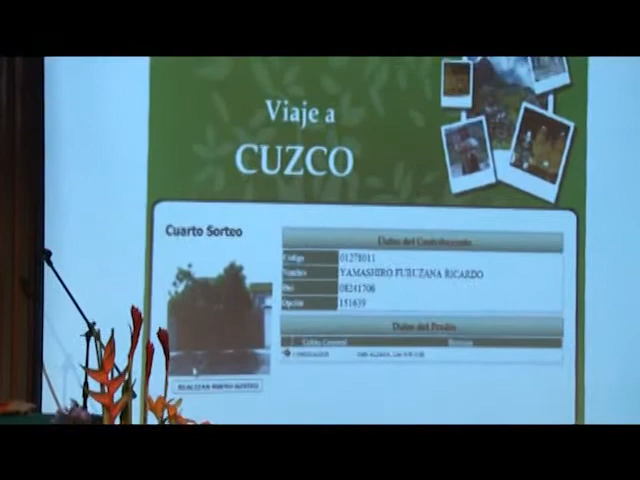 Viaje a
CUZCO
Cuarto Sorteo
Datos del Contribuyente
Código 01278011
Nombre YAMASHIRO FURUZANA RICARDO
Opción 151639
Datos del Predio
REALIZAR NUEVO SORTEO